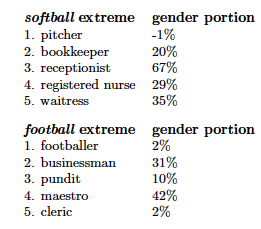 softball extreme gender portion
1. pitcher -1%
2. bookkeeper 20%
3. receptionist 67%
4. registered nurse 29%
5. waitress 35%
football extreme gender portion
1. footballer 2%
2. businessman 31%
3. pundit 10%
4. maestro 42%
5. cleric 2%